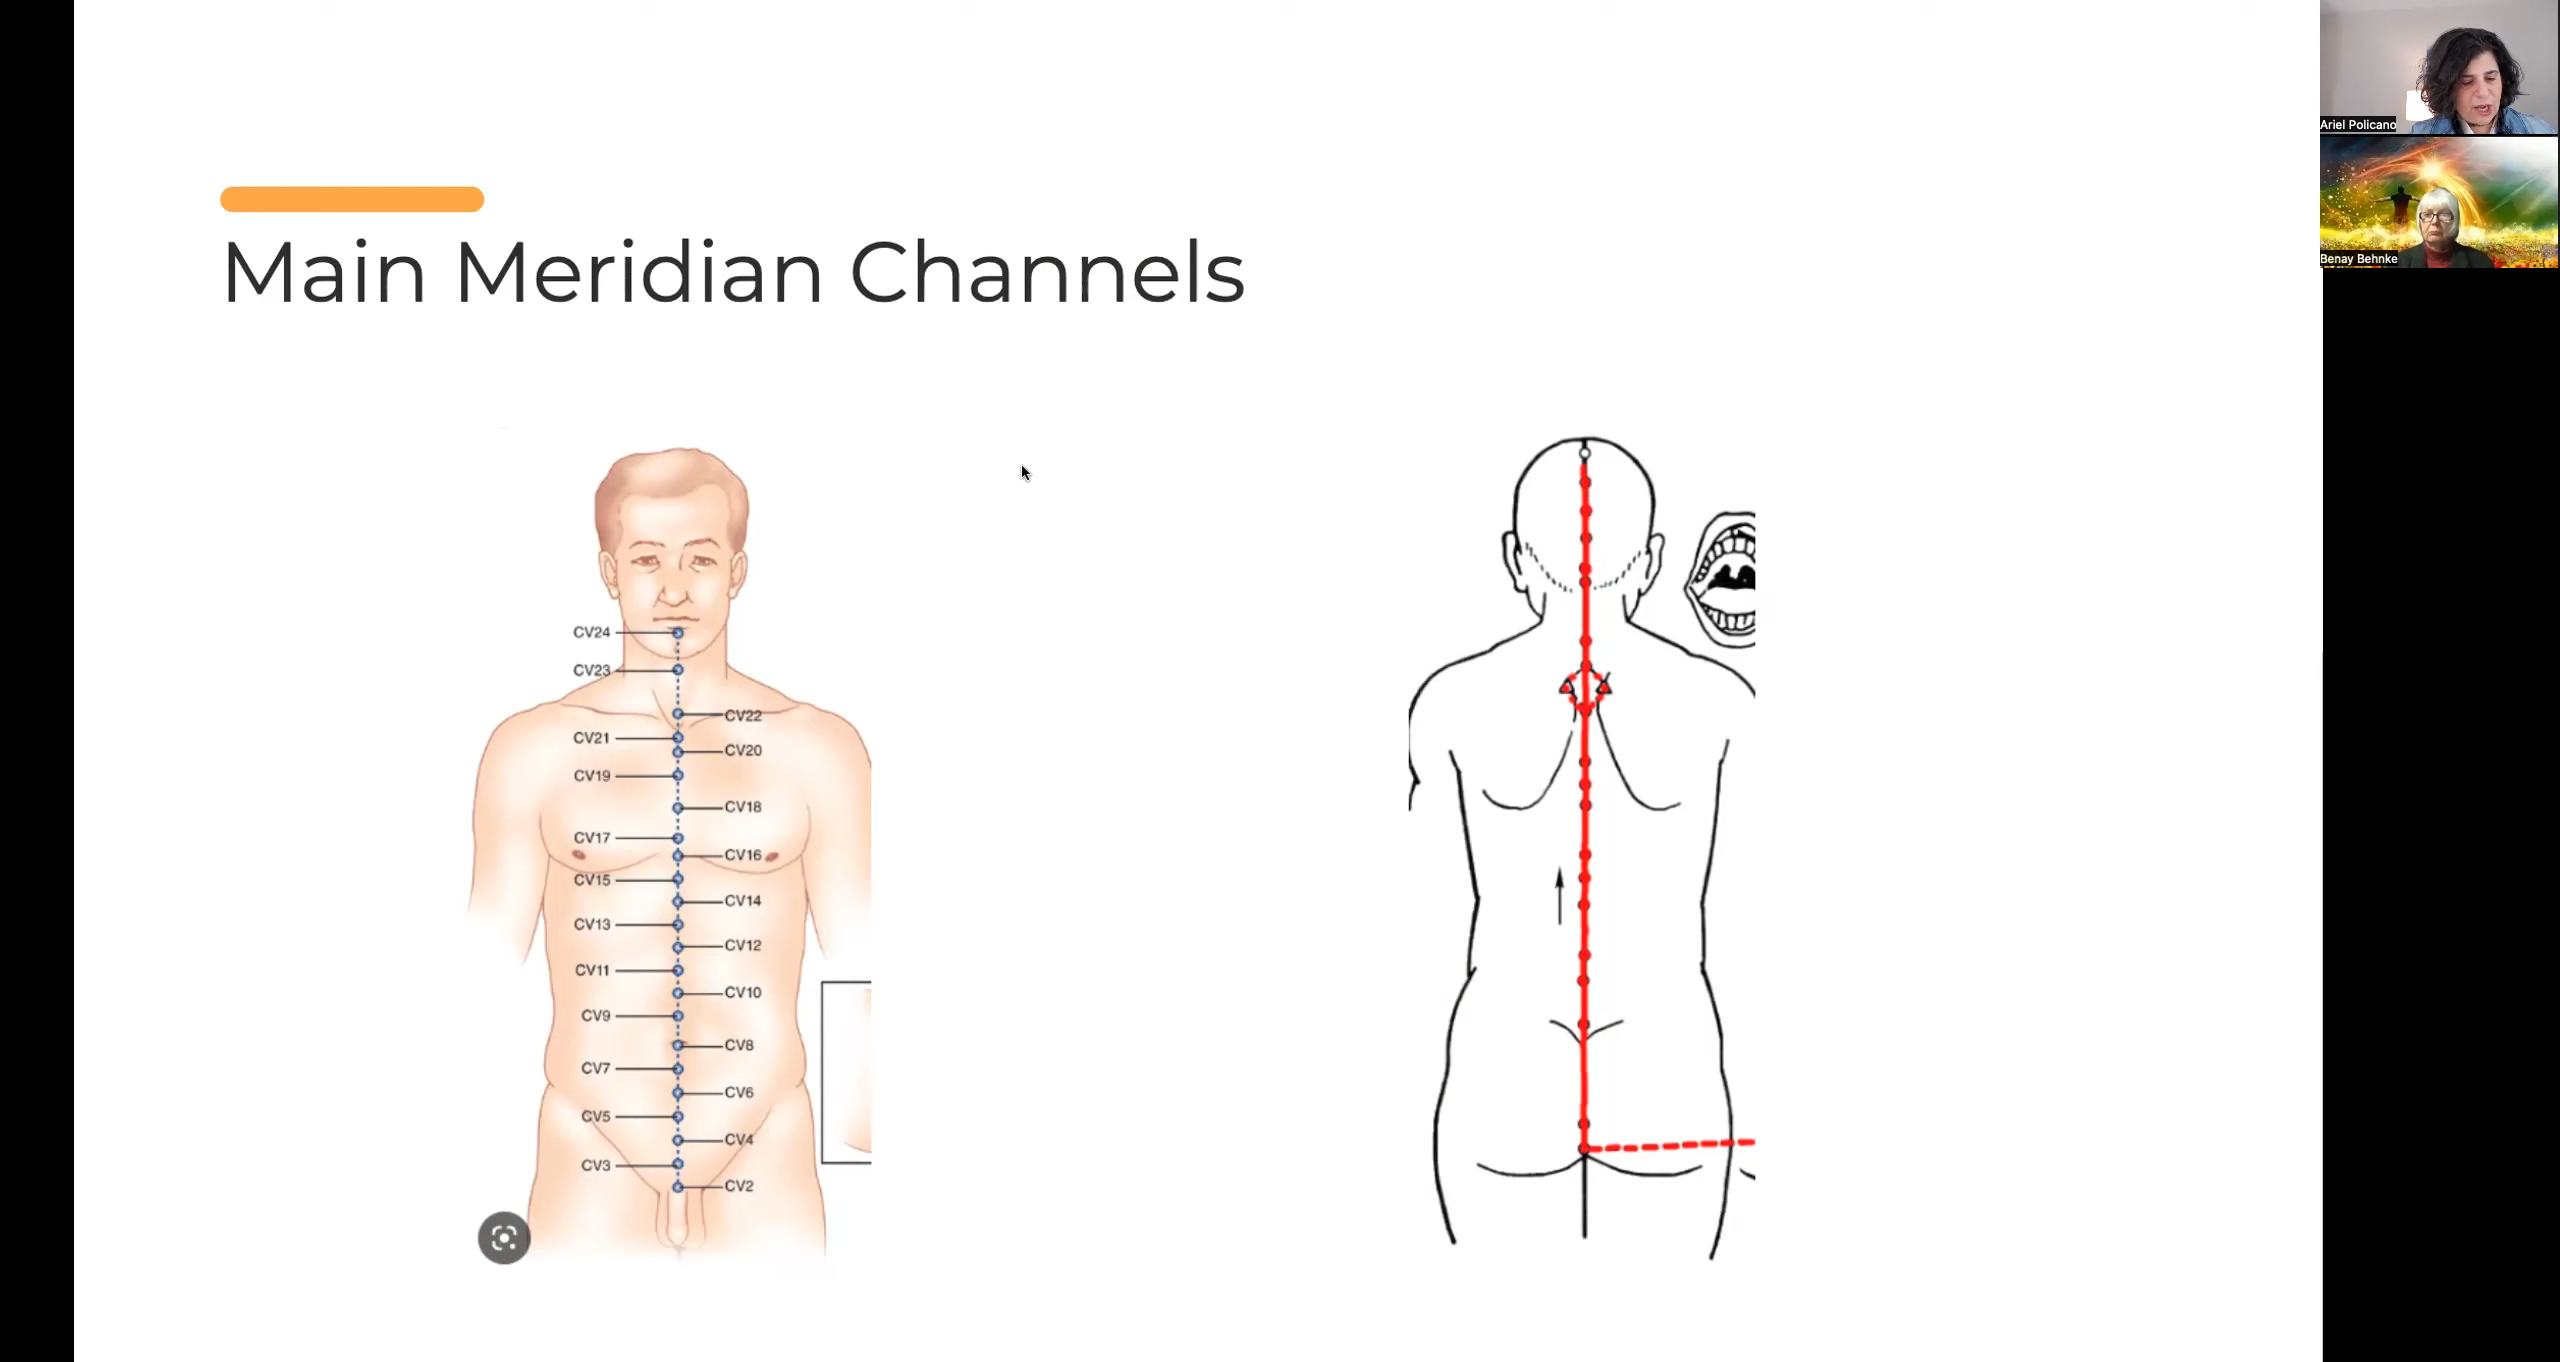 Main Meridian Channels
CV24
CV23
CV22
CV21
CV20
CV19
CV18
CV17
CV16
CV15
CV14
CV13
CV12
CV11
CV10
CV9
CV8
CV7
CV6
CV5
CV4
CV3
CV2
Ariel Policano
Benay Behnke